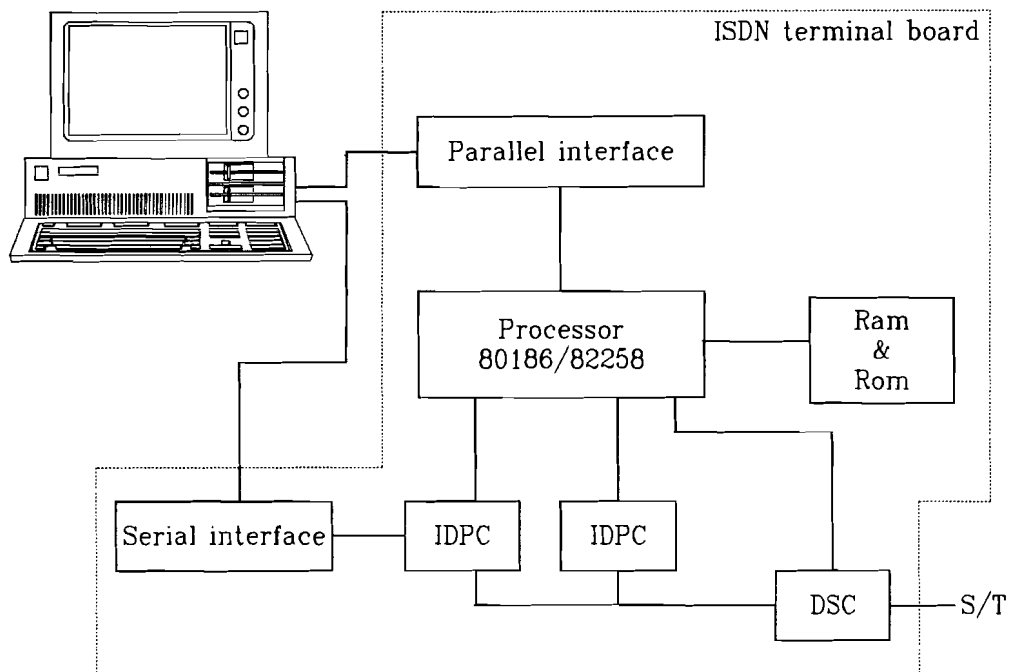 ISDN terminal board
Parallel interface
Processor
80186/82258
Ram
&
Rom
Serial interface
IDPC
IDPC
DSC
S/T